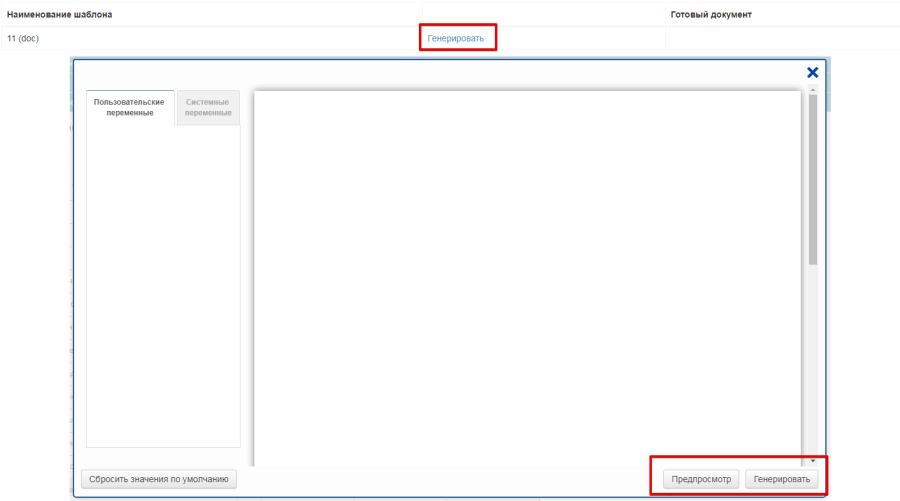 Наименование шаблона Готовый документ
11 (doc) Генерировать
Пользовательские переменные
Системные переменные
Сбросить значения по умолчанию Предпросмотр Генерировать